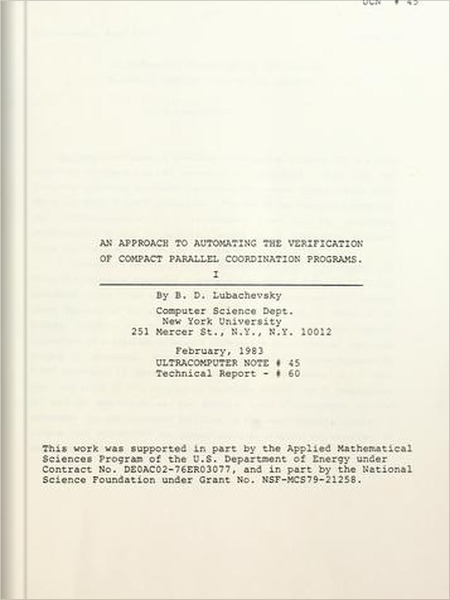 UCN # 45
AN APPROACH TO AUTOMATING THE VERIFICATION
OF COMPACT PARALLEL COORDINATION PROGRAMS.
I
By B. D. Lubachevsky
Computer Science Dept.
New York University
251 Mercer St., N.Y., N.Y. 10012
February, 1983
ULTRACOMPUTER NOTE # 45
Technical Report - # 60
This work was supported in part by the Applied Mathematical
Sciences Program of the U.S. Department of Energy under
Contract No. DE0AC02-76ER03077, and in part by the National
Science Foundation under Grant No. NSF-MCS79-21258.